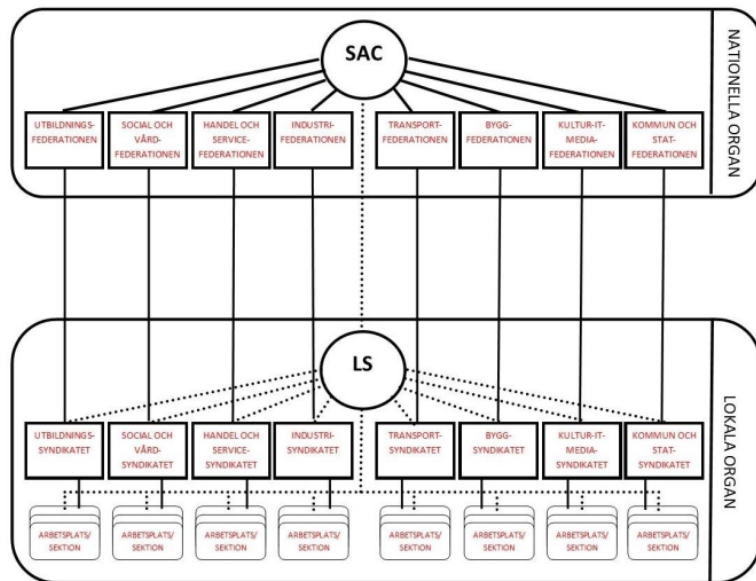 SAC
NATIONELLA ORGAN
UTBILDNINGS-
FEDERATIONEN
SOCIAL OCH
VÅRD-
FEDERATIONEN
HANDEL OCH
SERVICE-
FEDERATIONEN
INDUSTRI-
FEDERATIONEN
TRANSPORT-
FEDERATIONEN
BYGG-
FEDERATIONEN
KULTUR-IT-
MEDIA-
FEDERATIONEN
KOMMUN OCH
STAT-
FEDERATIONEN
LS
LOKALA ORGAN
UTBILDNINGS-
SYNDIKATET
SOCIAL OCH
VÅRD-
SYNDIKATET
HANDEL OCH
SERVICE-
SYNDIKATET
INDUSTRI-
SYNDIKATET
TRANSPORT-
SYNDIKATET
BYGG-
SYNDIKATET
KULTUR-IT-
MEDIA-
SYNDIKATET
KOMMUN OCH
STAT-
SYNDIKATET
ARBETSPLATS/
SEKTION
ARBETSPLATS/
SEKTION
ARBETSPLATS/
SEKTION
ARBETSPLATS/
SEKTION
ARBETSPLATS/
SEKTION
ARBETSPLATS/
SEKTION
ARBETSPLATS/
SEKTION
ARBETSPLATS/
SEKTION